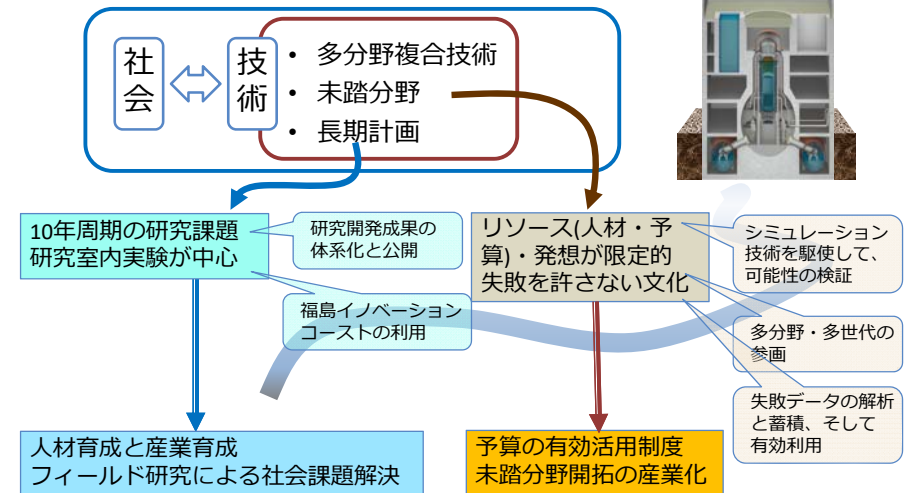 社会
技術
• 多分野複合技術
• 未踏分野
• 長期計画
10年周期の研究課題
研究室内実験が中心
研究開発成果の
体系化と公開
福島イノベーション
コーストの利用
リソース(人材・予
算)・発想が限定的
失敗を許さない文化
シミュレーション
技術を駆使して、
可能性の検証
多分野・多世代の
参画
失敗データの解析
と蓄積、そして
有効利用
人材育成と産業育成
フィールド研究による社会課題解決
予算の有効活用制度
未踏分野開拓の産業化